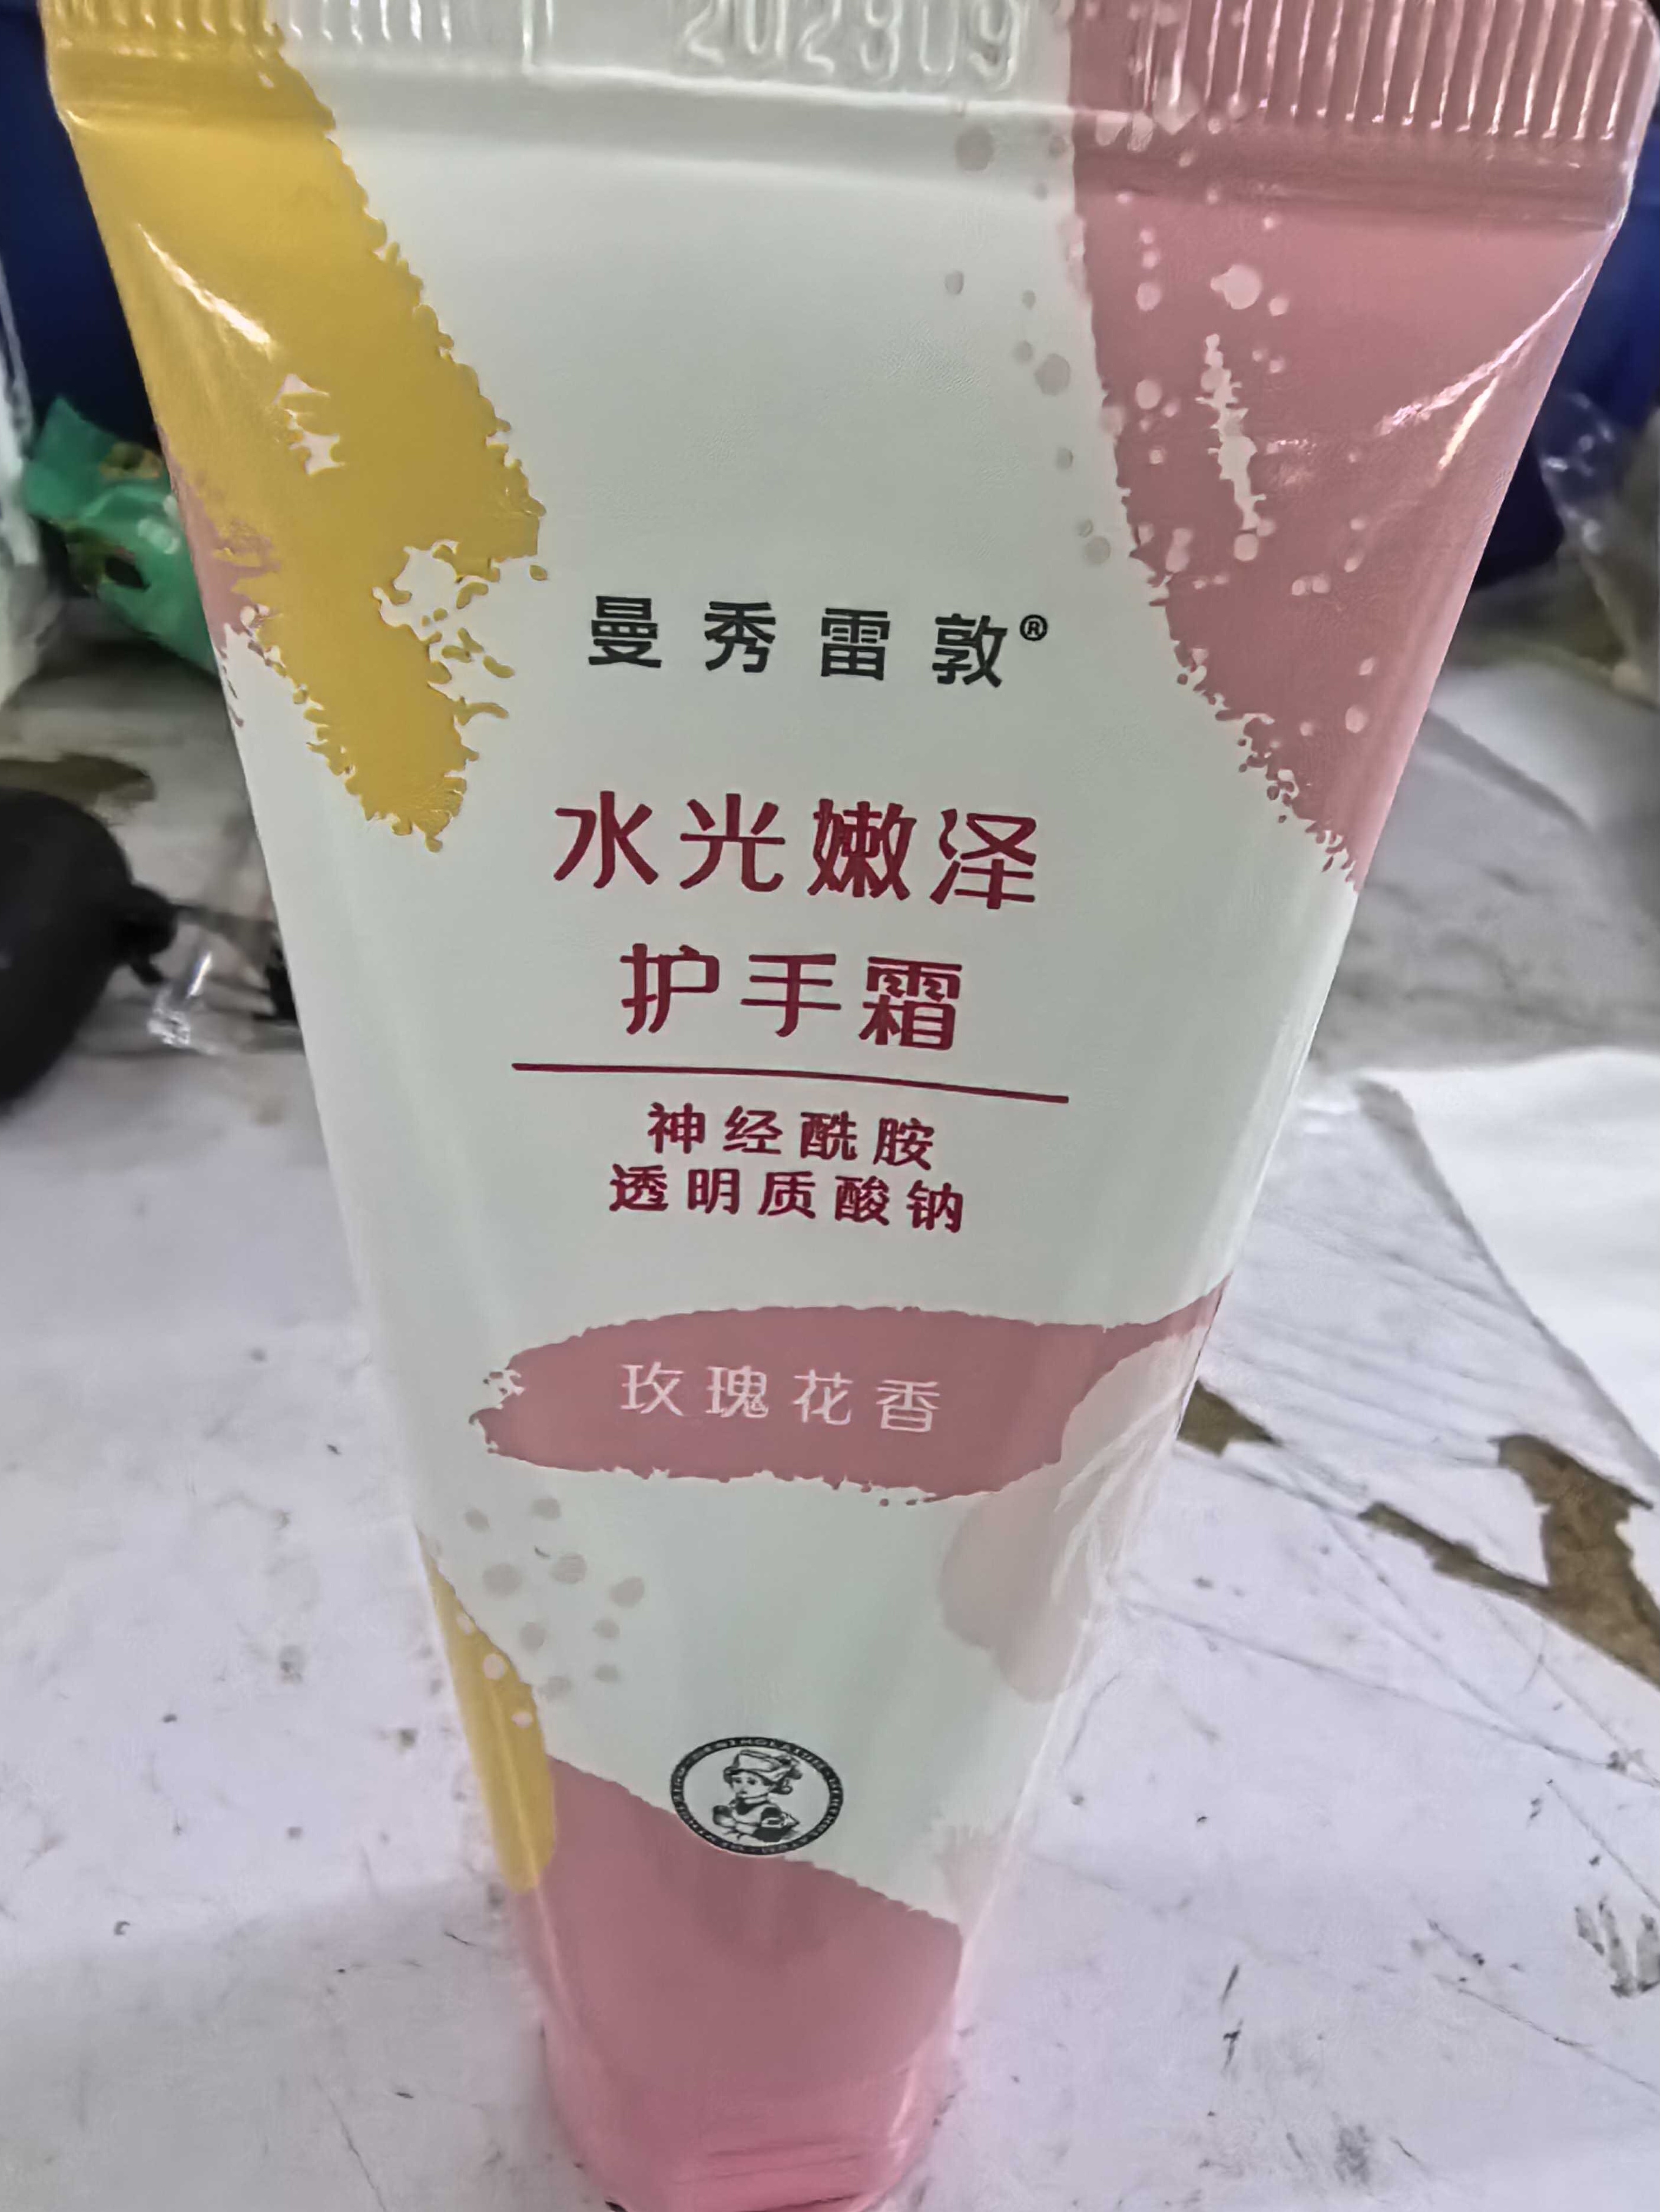 曼秀雷敦®
水光嫩泽
护手霜
神经酰胺
透明质酸钠
玫瑰花香